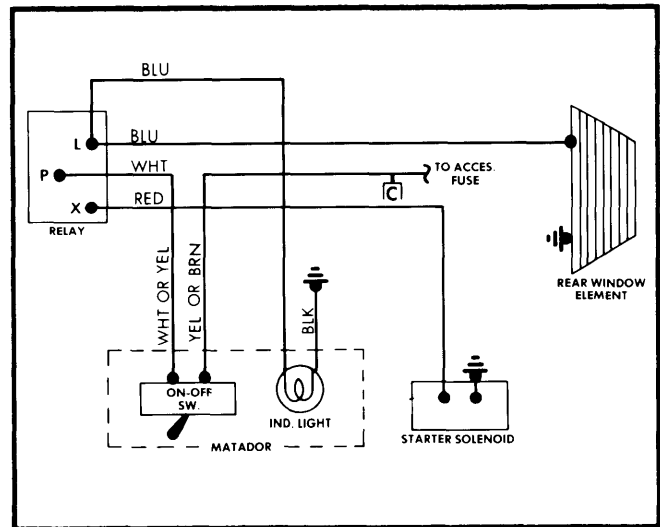 BLU
L
BLU
P
WHT
TO ACCES.
FUSE
C
X
RED
RELAY
WHT OR YEL
YEL OR BRN
BLK
REAR WINDOW
ELEMENT
ON-OFF
SW.
IND. LIGHT
MATADOR
STARTER SOLENOID